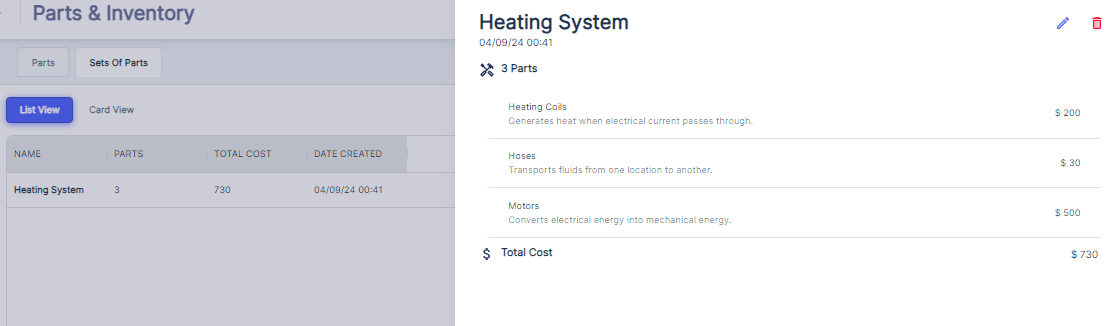 Parts & Inventory
Parts
Sets Of Parts
List View
Card View
NAME PARTS TOTAL COST DATE CREATED
Heating System 3 730 04/09/24 00:41
Heating System
04/09/24 00:41
3 Parts
Heating Coils
Generates heat when electrical current passes through.
$ 200
Hoses
Transports fluids from one location to another.
$ 30
Motors
Converts electrical energy into mechanical energy.
$ 500
$ Total Cost
$ 730